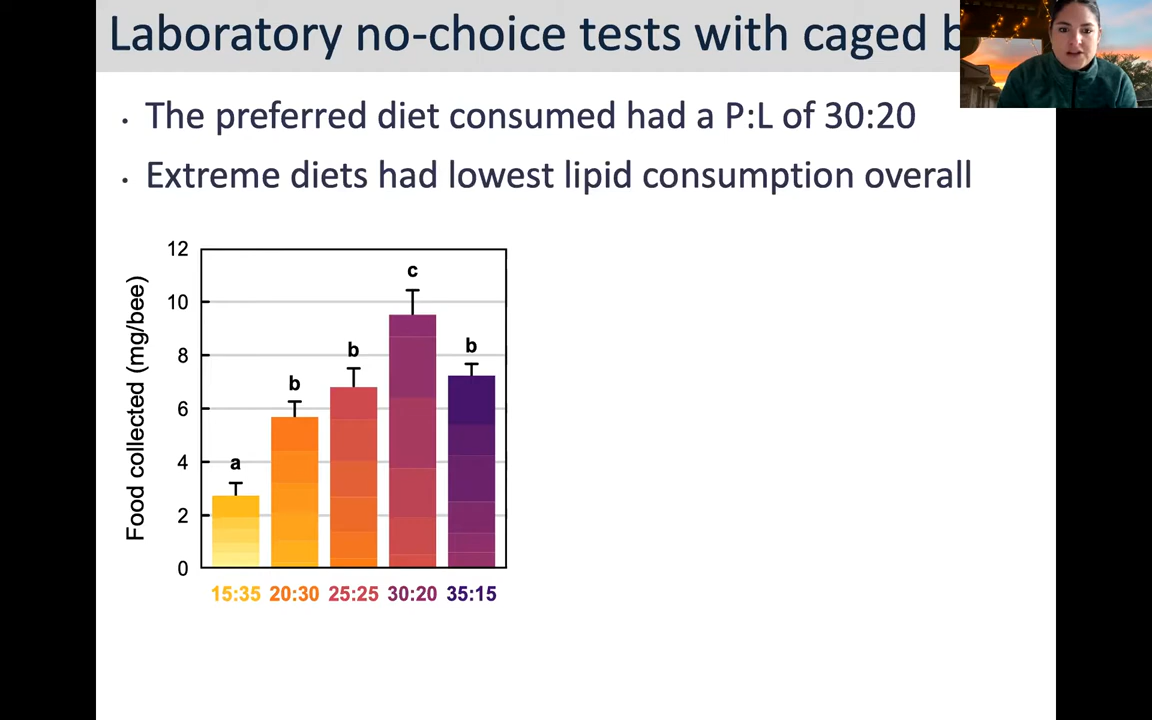 Laboratory no-choice tests with caged
• The preferred diet consumed had a P:L of 30:20
• Extreme diets had lowest lipid consumption overall
Food collected (mg/bee)
12
10
8
6
4
2
0
a
b
b
c
b
15:35 20:30 25:25 30:20 35:15